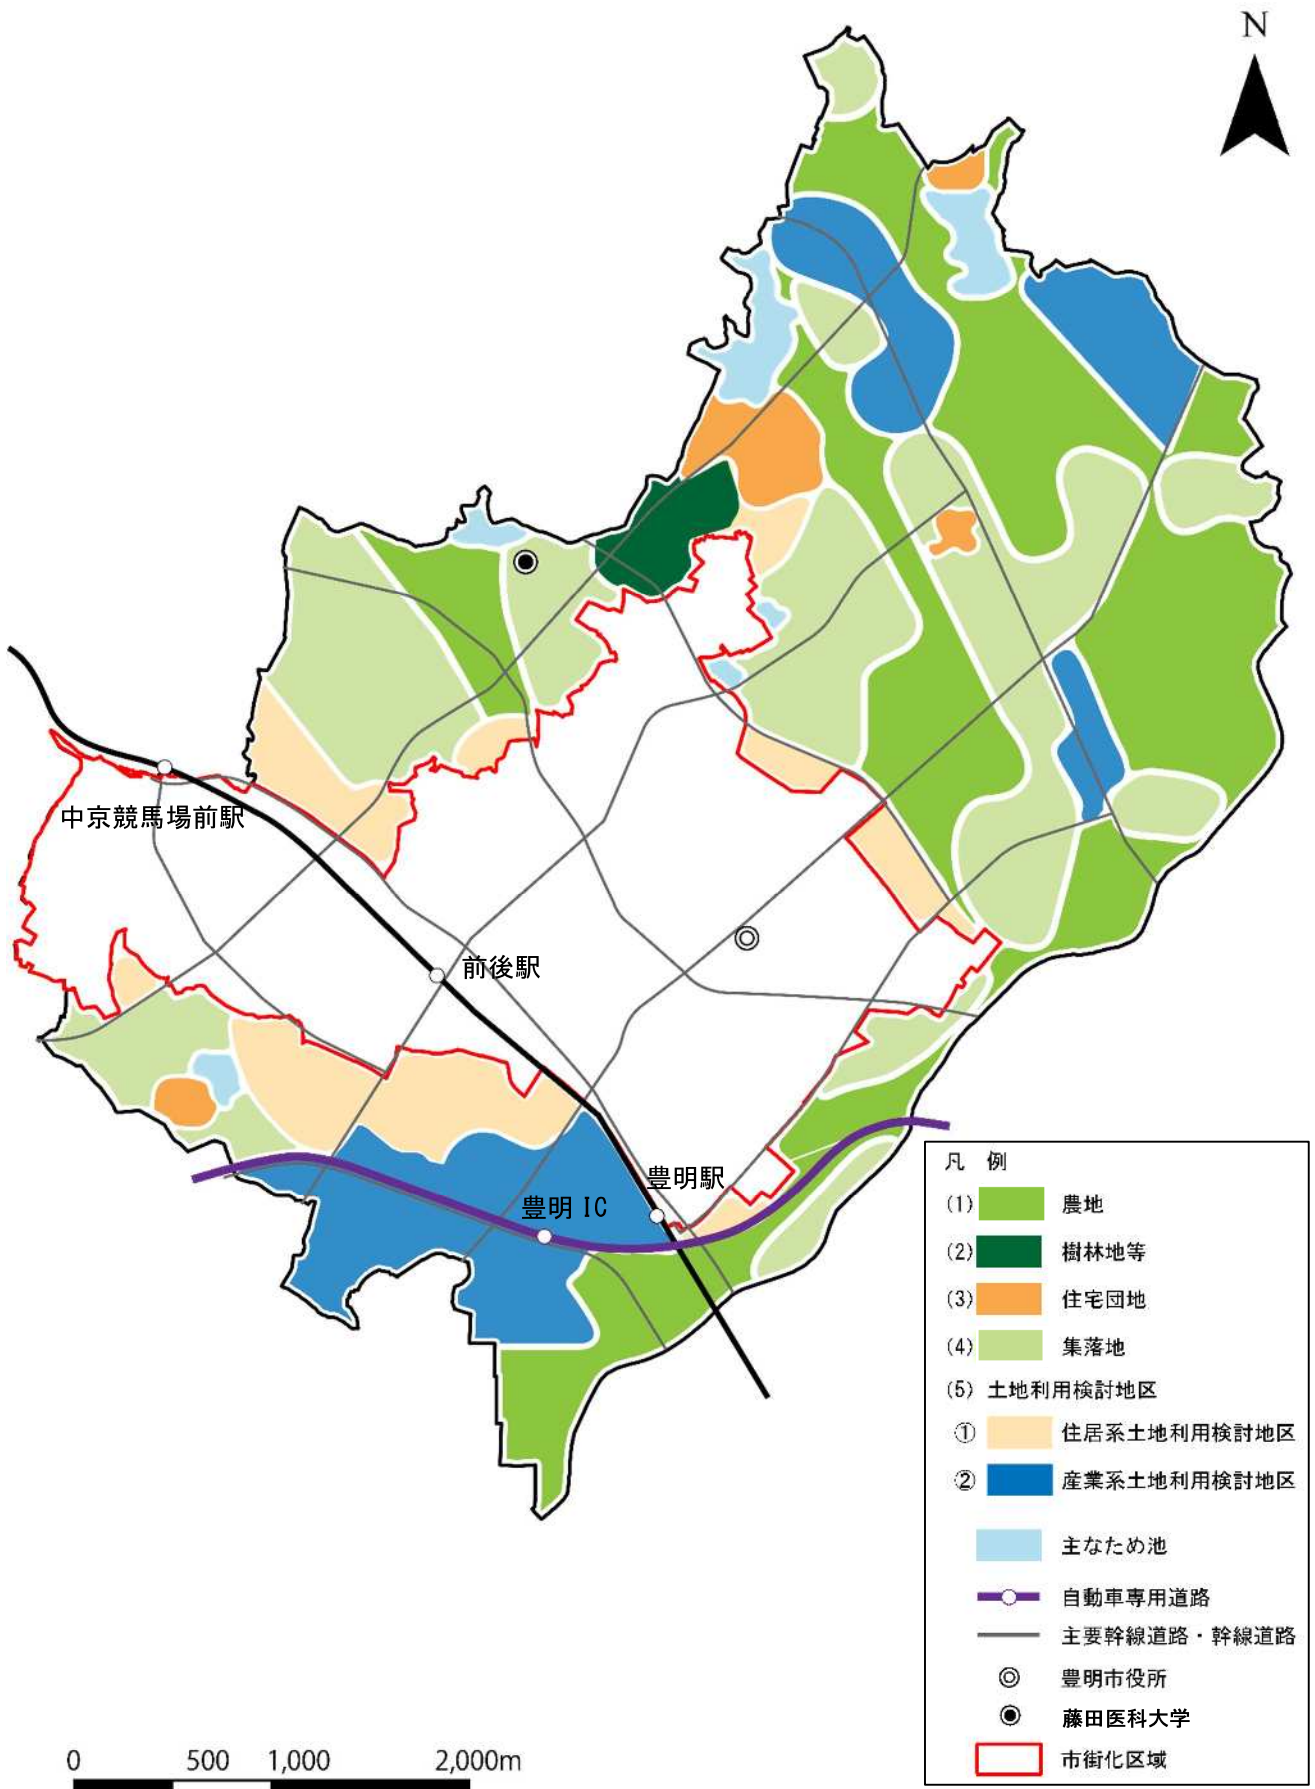 N
中京競馬場前駅
前後駅
豊明駅
豊明 IC
凡 例
(1) 農地
(2) 樹林地等
(3) 住宅団地
(4) 集落地
(5) 土地利用検討地区
① 住居系土地利用検討地区
② 産業系土地利用検討地区
主なため池
自動車専用道路
主要幹線道路・幹線道路
豊明市役所
藤田医科大学
市街化区域
0 500 1,000 2,000m